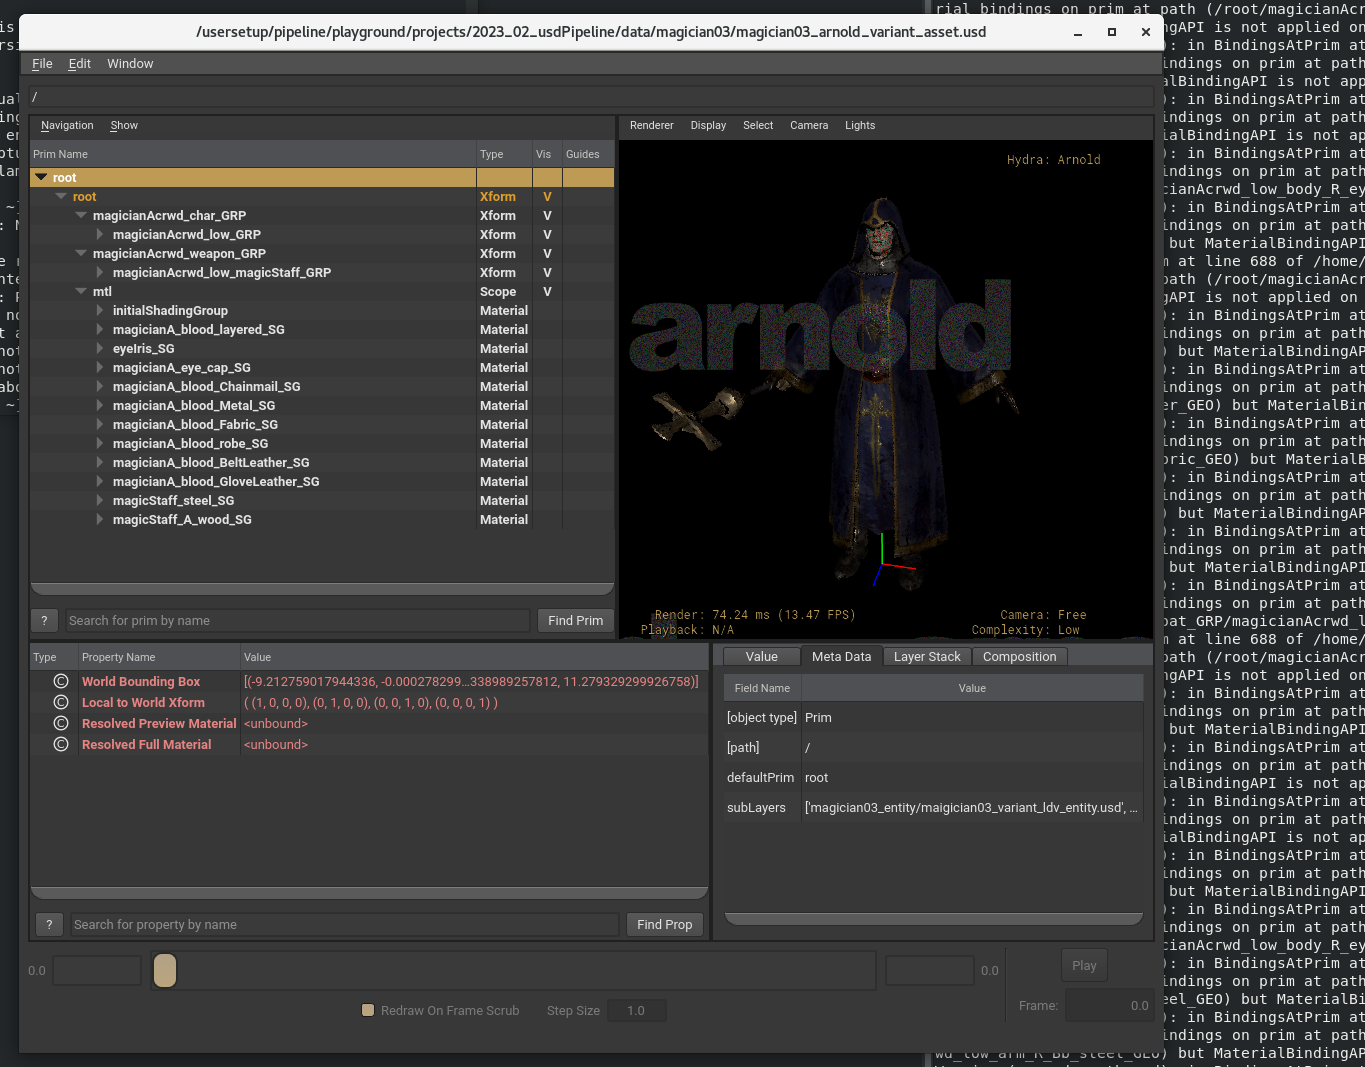 /usersetup/pipeline/playground/projects/2023_02_usdPipeline/data/magician03/magician03_arnold_variant_asset.usd
File Edit Window
/
Navigation Show
Prim Name Type Vis Guides
root
root Xform V
magicianAcrwd_char_GRP Xform V
magicianAcrwd_low_GRP Xform V
magicianAcrwd_weapon_GRP Xform V
magicianAcrwd_low_magicStaff_GRP Xform V
mtl Scope V
initialShadingGroup Material
magicianA_blood_layered_SG Material
eyeIris_SG Material
magicianA_eye_cap_SG Material
magicianA_blood_Chainmail_SG Material
magicianA_blood_Metal_SG Material
magicianA_blood_Fabric_SG Material
magicianA_blood_robe_SG Material
magicianA_blood_BeltLeather_SG Material
magicianA_blood_GloveLeather_SG Material
magicStaff_steel_SG Material
magicStaff_A_wood_SG Material
? Search for prim by name Find Prim
Renderer Display Select Camera Lights
Hydra: Arnold
arnold
Render: 74.24 ms (13.47 FPS) Camera: Free
Playback: N/A Complexity: Low
Type Property Name Value
World Bounding Box [(-9.212759017944336, -0.000278299...338989257812, 11.279329299926758)]
Local to World Xform ( (1, 0, 0, 0), (0, 1, 0, 0), (0, 0, 1, 0), (0, 0, 0, 1) )
Resolved Preview Material <unbound>
Resolved Full Material <unbound>
? Search for property by name Find Prop
Value Meta Data Layer Stack Composition
Field Name Value
[object type] Prim
[path] /
defaultPrim root
subLayers ['magician03_entity/maigician03_variant_ldv_entity.usd', ...
0.0 0.0 Play
Redraw On Frame Scrub Step Size 1.0 Frame: 0.0
rial bindings on prim at path (/root/magicianAcr
ngAPI is not applied on
): in BindingsAtPrim at
indings on prim at path
alBindingAPI is not app
): in BindingsAtPrim at
indings on prim at path
ialBindingAPI is not ap
): in BindingsAtPrim at
indings on prim at path
cianAcrwd_low_body_R_ey
): in BindingsAtPrim at
indings on prim at path
but MaterialBindingAPI
m at line 688 of /home/
path (/root/magicianAcr
gAPI is not applied on
): in BindingsAtPrim at
indings on prim at path
) but MaterialBindingAP
): in BindingsAtPrim at
indings on prim at path
er_GEO) but MaterialBin
): in BindingsAtPrim at
indings on prim at path
bric_GEO) but MaterialB
): in BindingsAtPrim at
indings on prim at path
) but MaterialBindingAP
): in BindingsAtPrim at
indings on prim at path
but MaterialBindingAPI
): in BindingsAtPrim at
indings on prim at path
pat_GRP/magicianAcrwd_l
m at line 688 of /home/
path (/root/magicianAcr
ialBindingAPI is not ap
): in BindingsAtPrim at
indings on prim at path
but MaterialBindingAPI
): in BindingsAtPrim at
indings on prim at path
ialBindingAPI is not ap
): in BindingsAtPrim at
indings on prim at path
ialBindingAPI is not ap
): in BindingsAtPrim at
indings on prim at path
but MaterialBindingAPI
): in BindingsAtPrim at
indings on prim at path
cianAcrwd_low_body_R_ey
): in BindingsAtPrim at
indings on prim at path
eel_GEO) but MaterialBi
): in BindingsAtPrim at
indings on prim at path
wd_low_arm_R_Bb_steel_GEO) but MaterialBindingAP